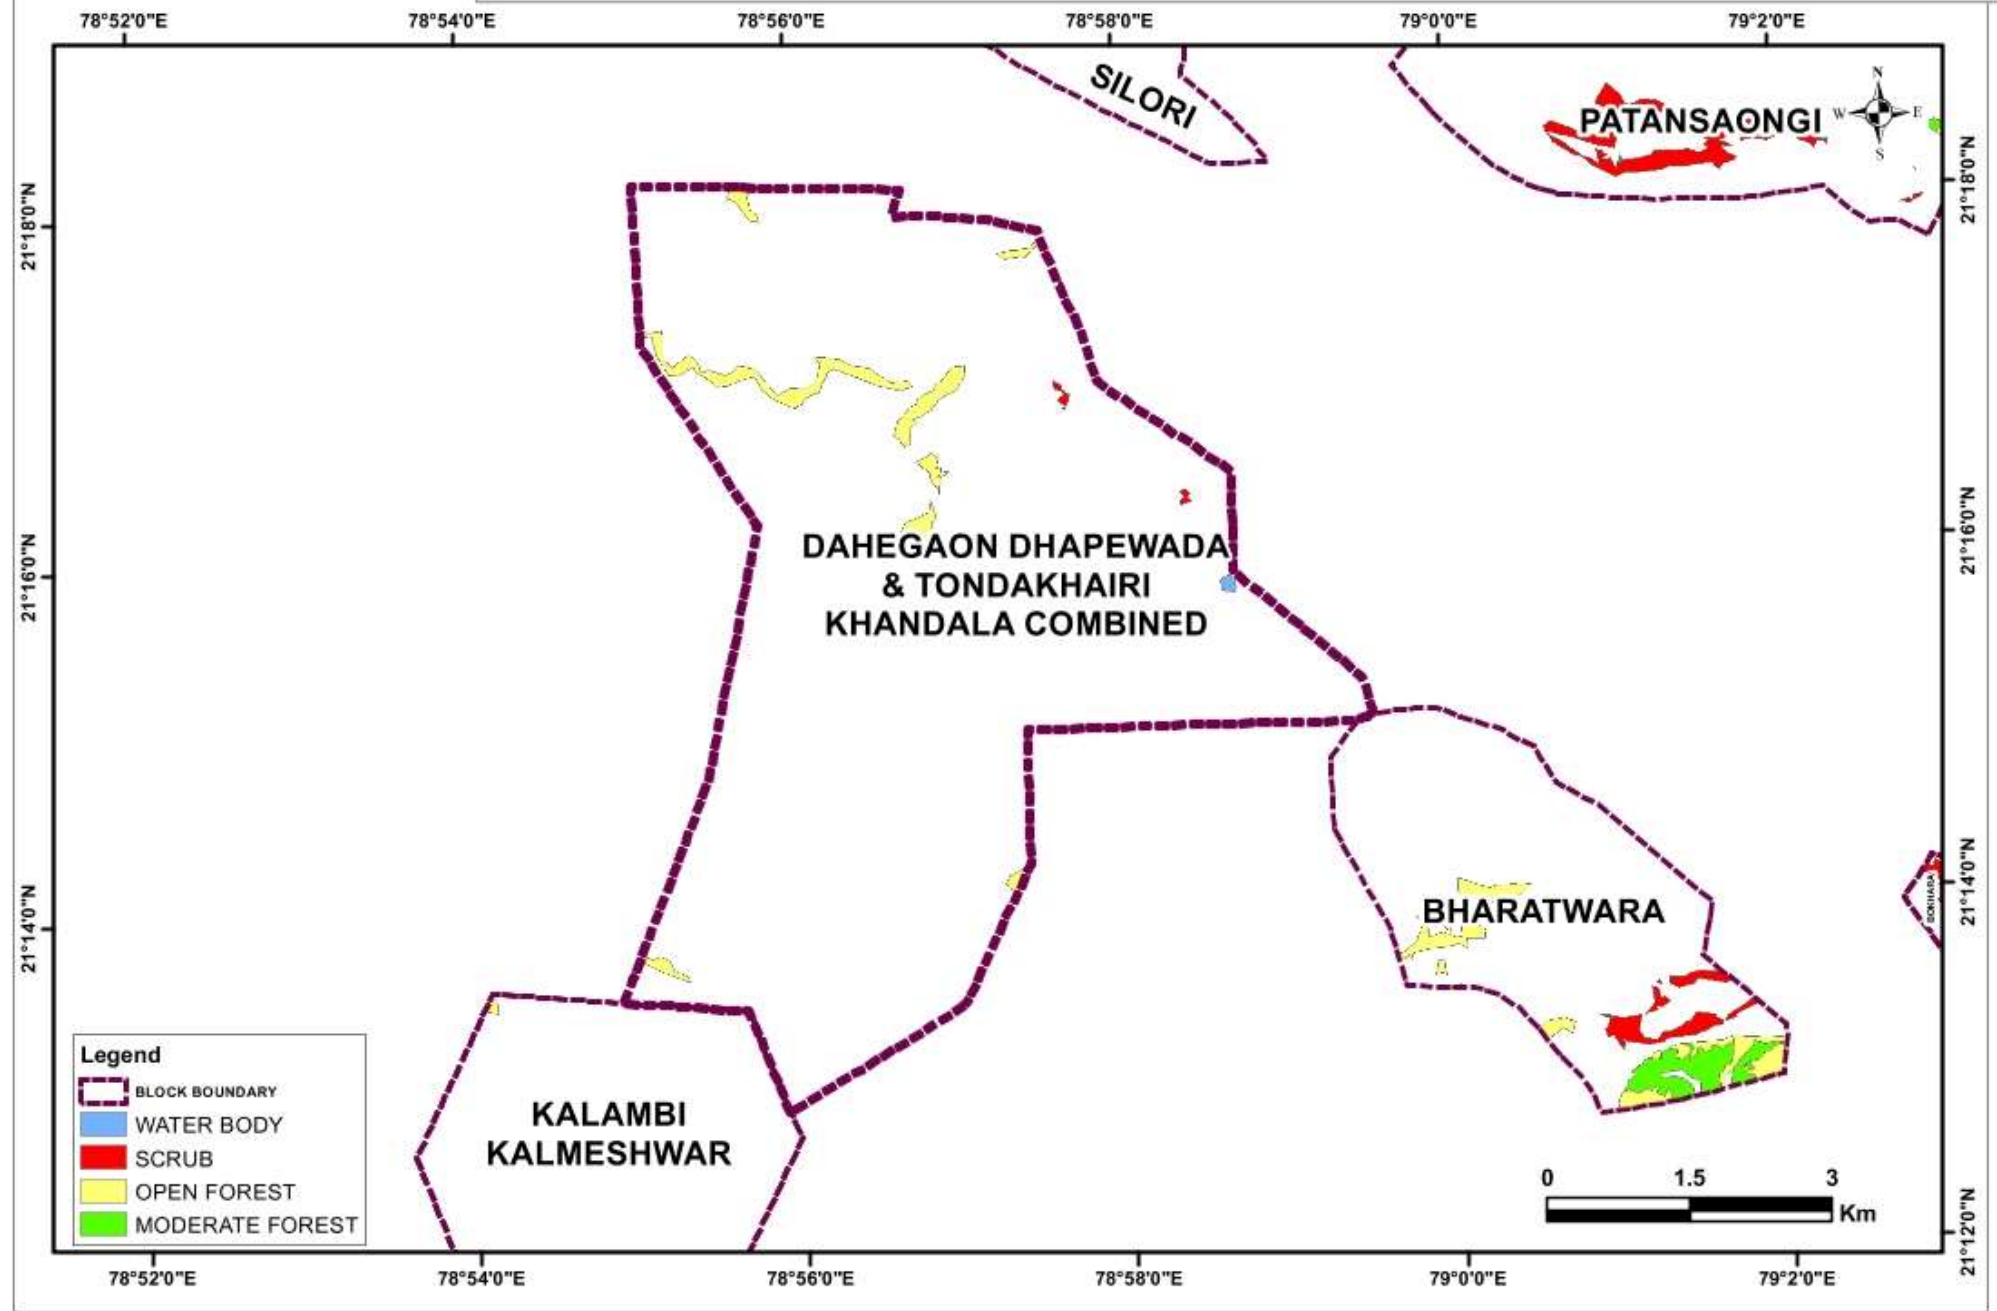 78°52'0"E 78°54'0"E 78°56'0"E 78°58'0"E 79°0'0"E 79°2'0"E
SILORI
PATANSAONGI
N
W E
S
21°18'0"N
21°18'0"N
21°16'0"N
21°16'0"N
DAHEGAON DHAPEWADA
& TONDAKHAIRI
KHANDALA COMBINED
21°14'0"N
21°14'0"N
BOKHARA
BHARATWARA
KALAMBI
KALMESHWAR
Legend
BLOCK BOUNDARY
WATER BODY
SCRUB
OPEN FOREST
MODERATE FOREST
0 1.5 3
Km
21°12'0"N
78°52'0"E 78°54'0"E 78°56'0"E 78°58'0"E 79°0'0"E 79°2'0"E